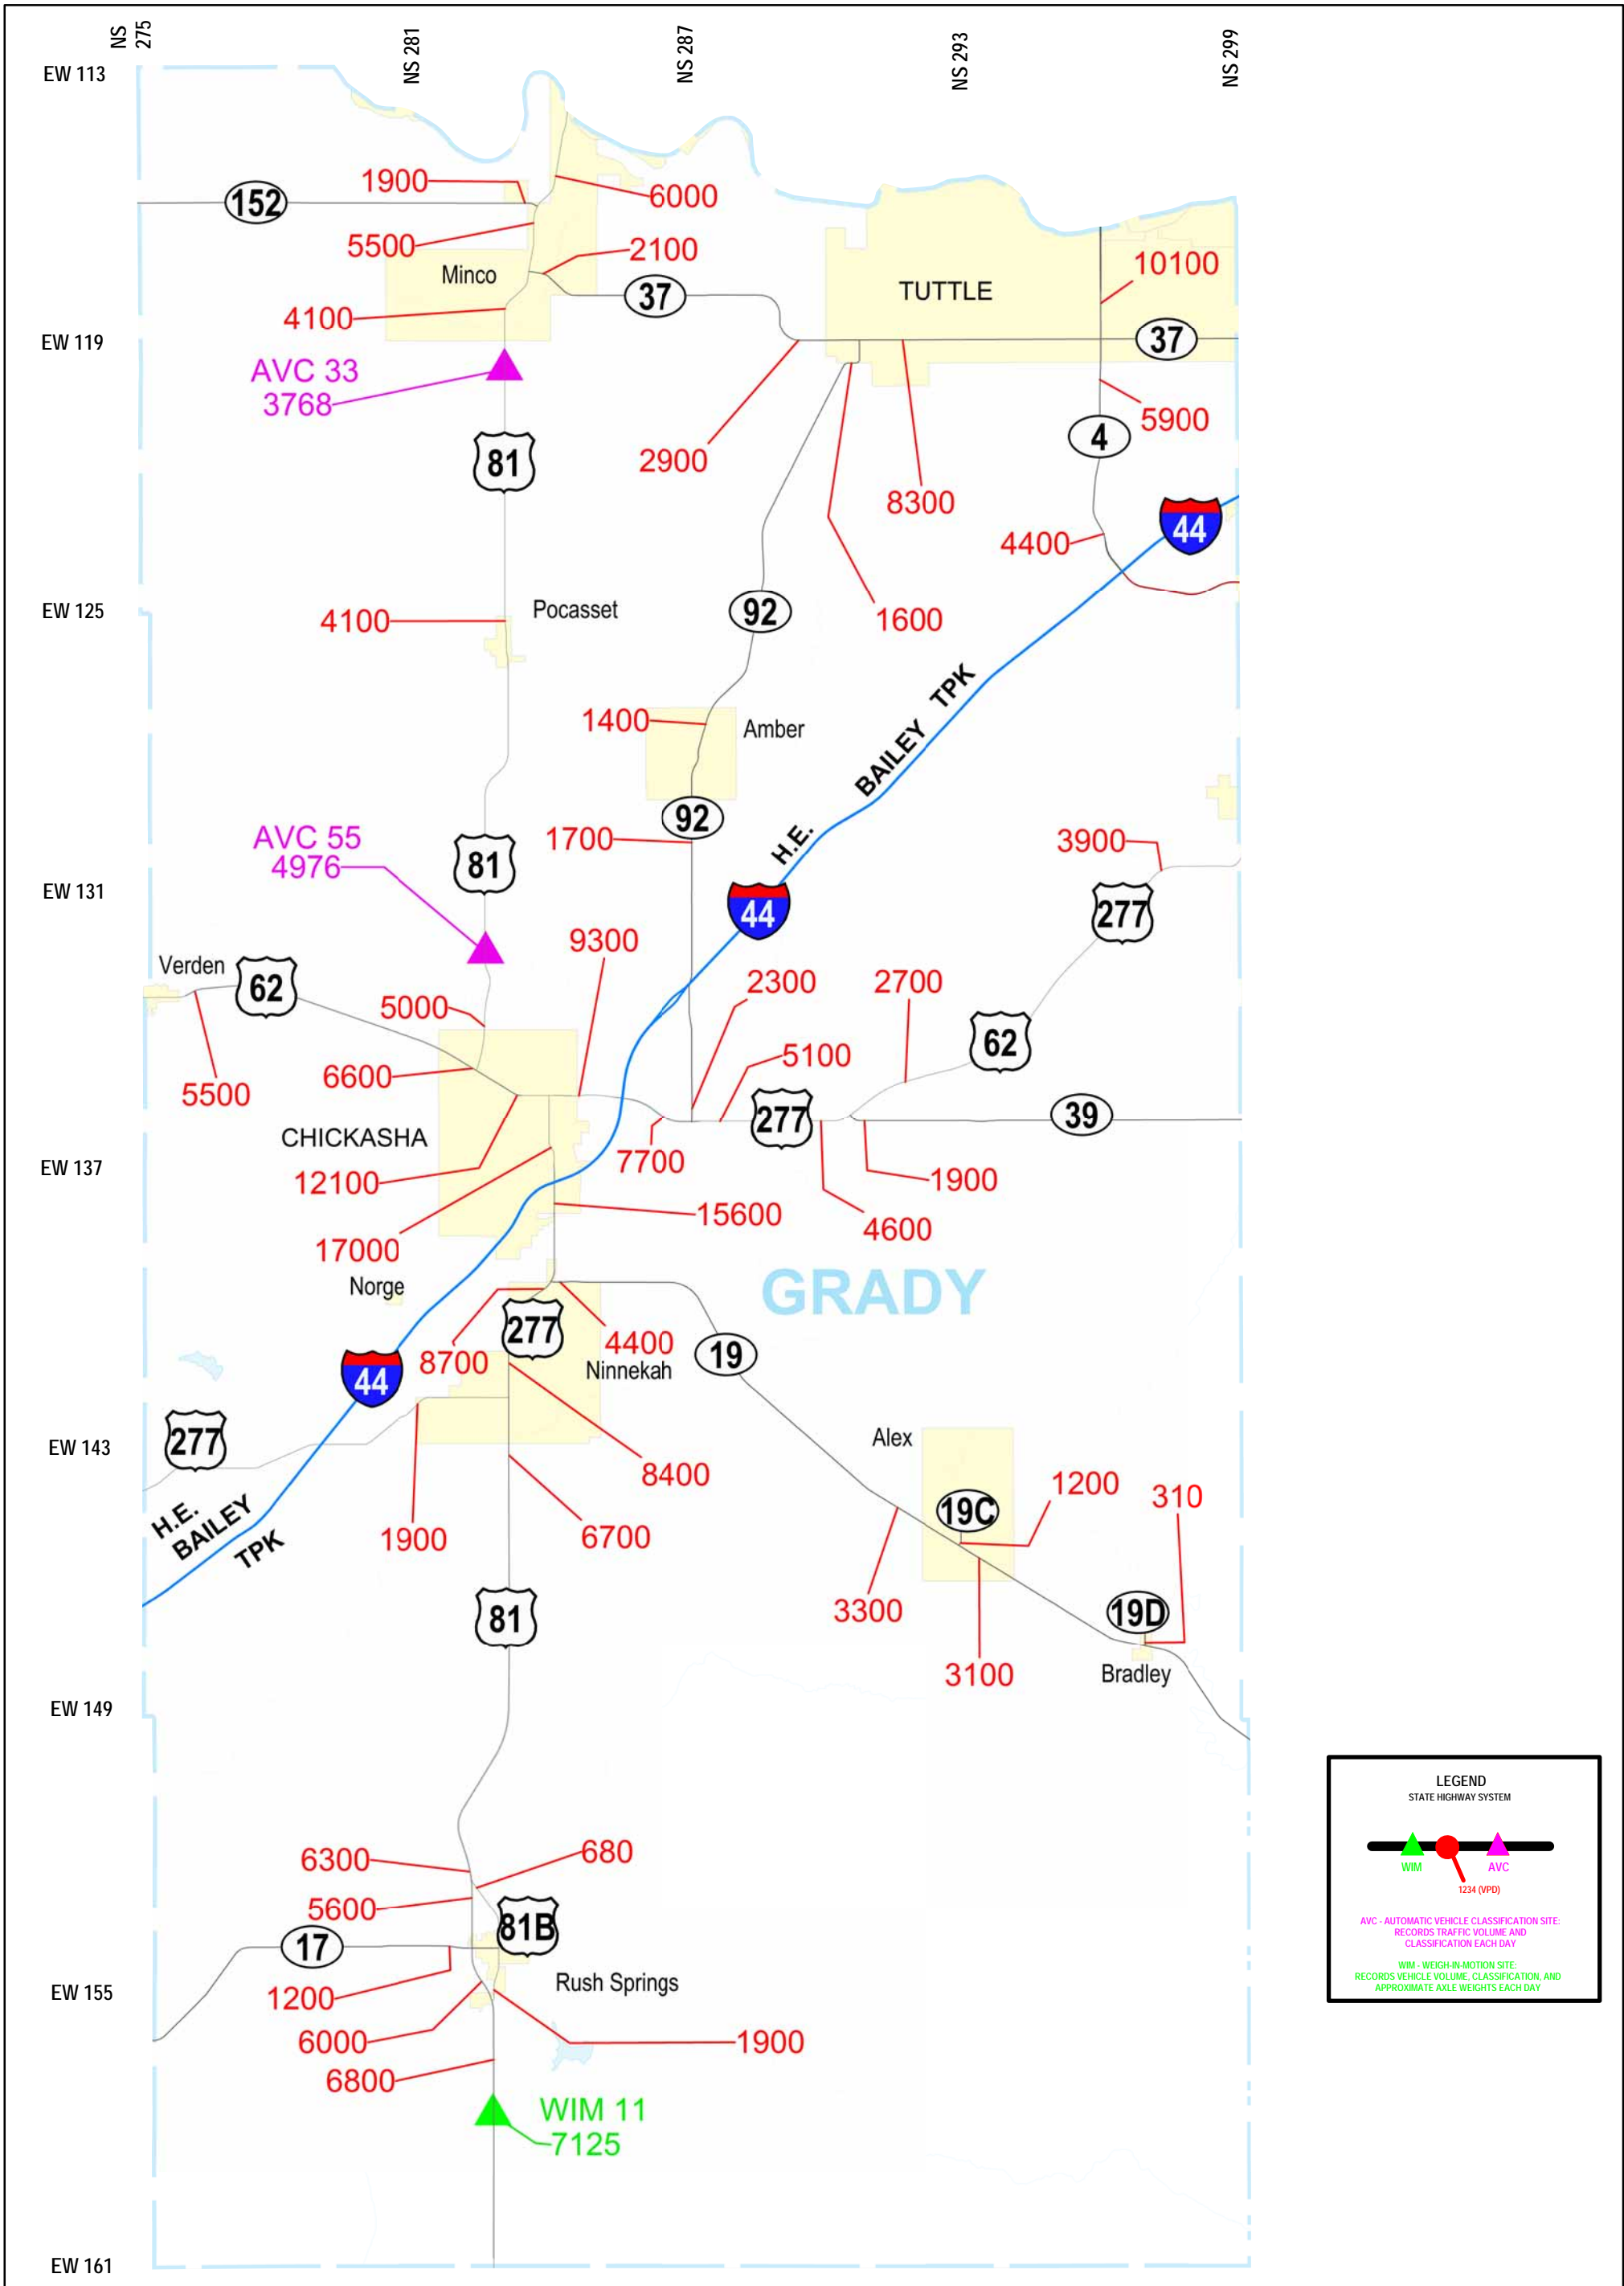 NS 275
NS 281
NS 287
NS 293
NS 299
EW 113
1900
6000
152
5500
2100
Minco
37
TUTTLE
10100
4100
EW 119
37
AVC 33
3768
5900
4
81
2900
8300
44
4400
EW 125
Pocasset
4100
92
1600
1400
Amber
H.E. BAILEY TPK
92
AVC 55
4976
81
1700
3900
EW 131
44
277
9300
Verden
62
2300
2700
5000
62
5100
6600
5500
277
39
CHICKASHA
EW 137
12100
7700
1900
15600
4600
17000
Norge
GRADY
277
4400
8700
Ninnekah
19
44
277
EW 143
Alex
8400
1200
310
19C
H.E.
BAILEY
TPK
1900
6700
3300
19D
81
3100
Bradley
EW 149
6300
680
5600
81B
17
Rush Springs
EW 155
1200
6000
1900
6800
WIM 11
7125
EW 161
LEGEND
STATE HIGHWAY SYSTEM
WIM
AVC
1234 (VPD)
AVC - AUTOMATIC VEHICLE CLASSIFICATION SITE:
RECORDS TRAFFIC VOLUME AND
CLASSIFICATION EACH DAY
WIM - WEIGH-IN-MOTION SITE:
RECORDS VEHICLE VOLUME, CLASSIFICATION, AND
APPROXIMATE AXLE WEIGHTS EACH DAY